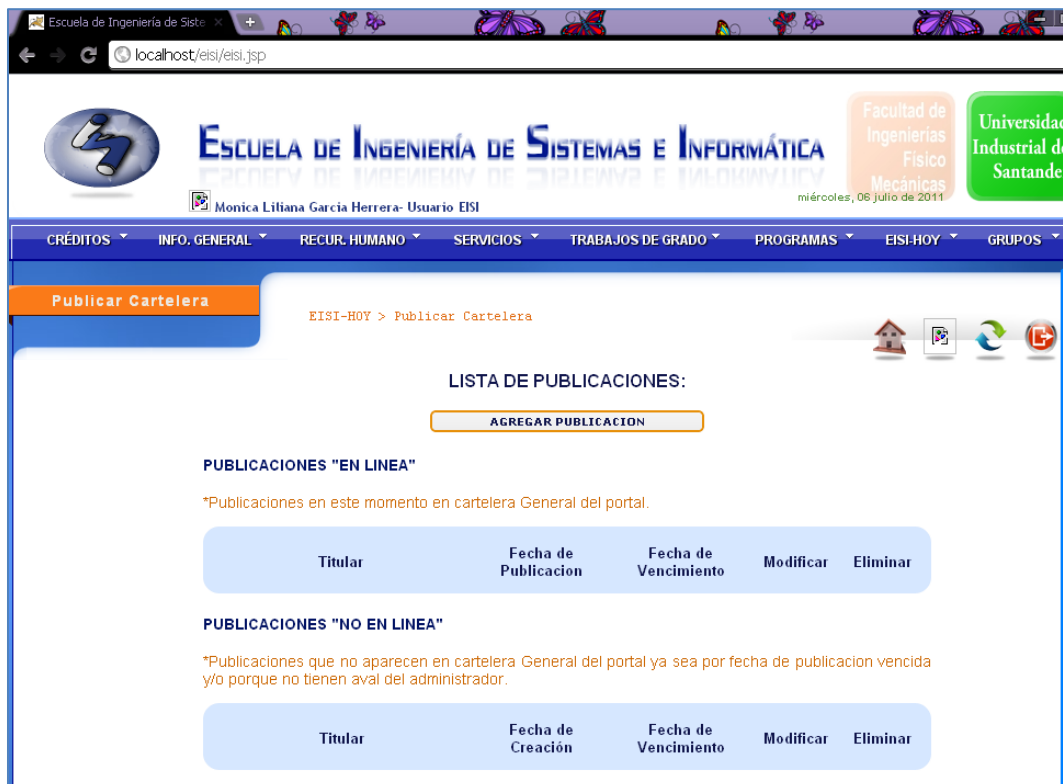 Escuela de Ingeniería de Siste
localhost/eisi/eisi.jsp
ESCUELA DE INGENIERÍA DE SISTEMAS E INFORMÁTICA
Facultad de
Ingenierías
Físico
Mecánicas
Universidad
Industrial de
Santande
Monica Liliana Garcia Herrera- Usuario EISI
miércoles, 06 julio de 2011
CRÉDITOS INFO. GENERAL RECUR. HUMANO SERVICIOS TRABAJOS DE GRADO PROGRAMAS EISI-HOY GRUPOS
Publicar Cartelera
EISI-HOY > Publicar Cartelera
LISTA DE PUBLICACIONES:
AGREGAR PUBLICACION
PUBLICACIONES "EN LINEA"
*Publicaciones en este momento en cartelera General del portal.
Titular Fecha de Publicacion Fecha de Vencimiento Modificar Eliminar
PUBLICACIONES "NO EN LINEA"
*Publicaciones que no aparecen en cartelera General del portal ya sea por fecha de publicacion vencida
y/o porque no tienen aval del administrador.
Titular Fecha de Creación Fecha de Vencimiento Modificar Eliminar